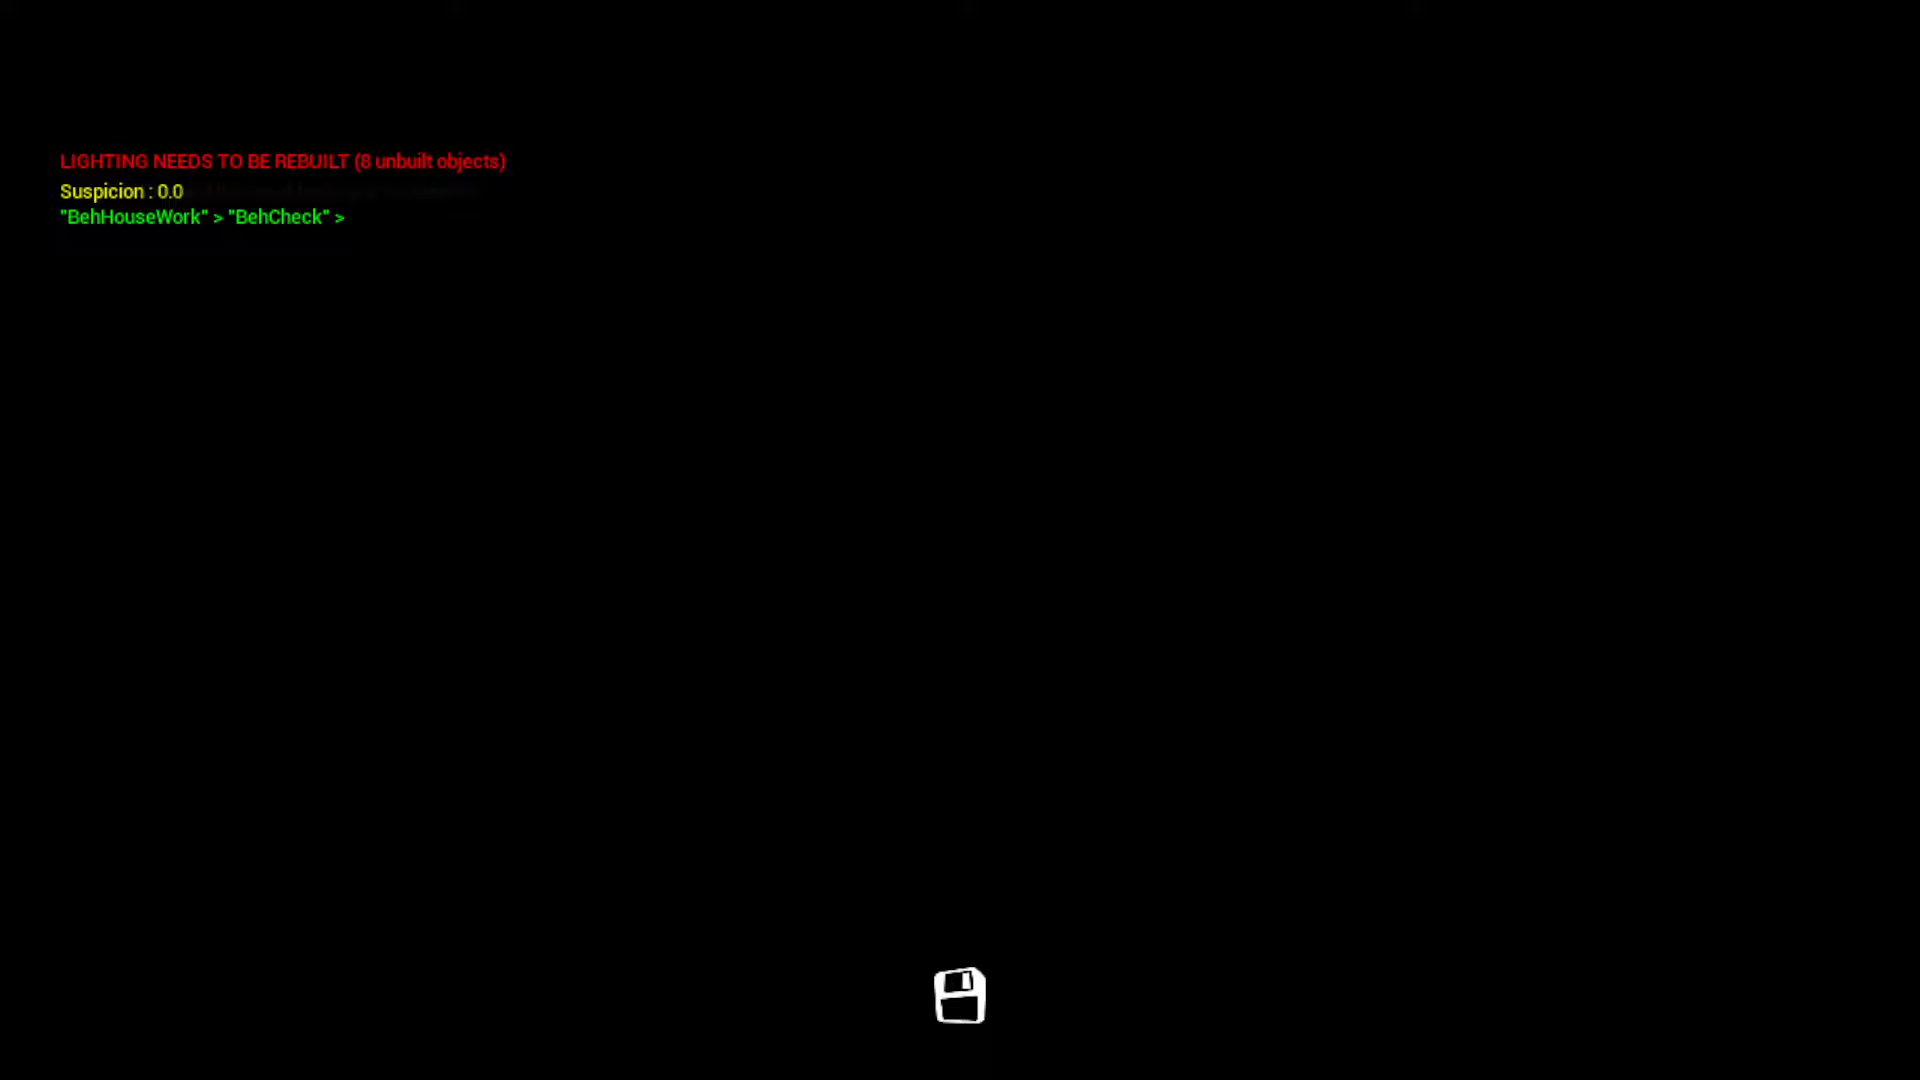 LIGHTING NEEDS TO BE REBUILT (8 unbuilt objects)
Suspicion : 0.0
"BehHouseWork" > "BehCheck" >